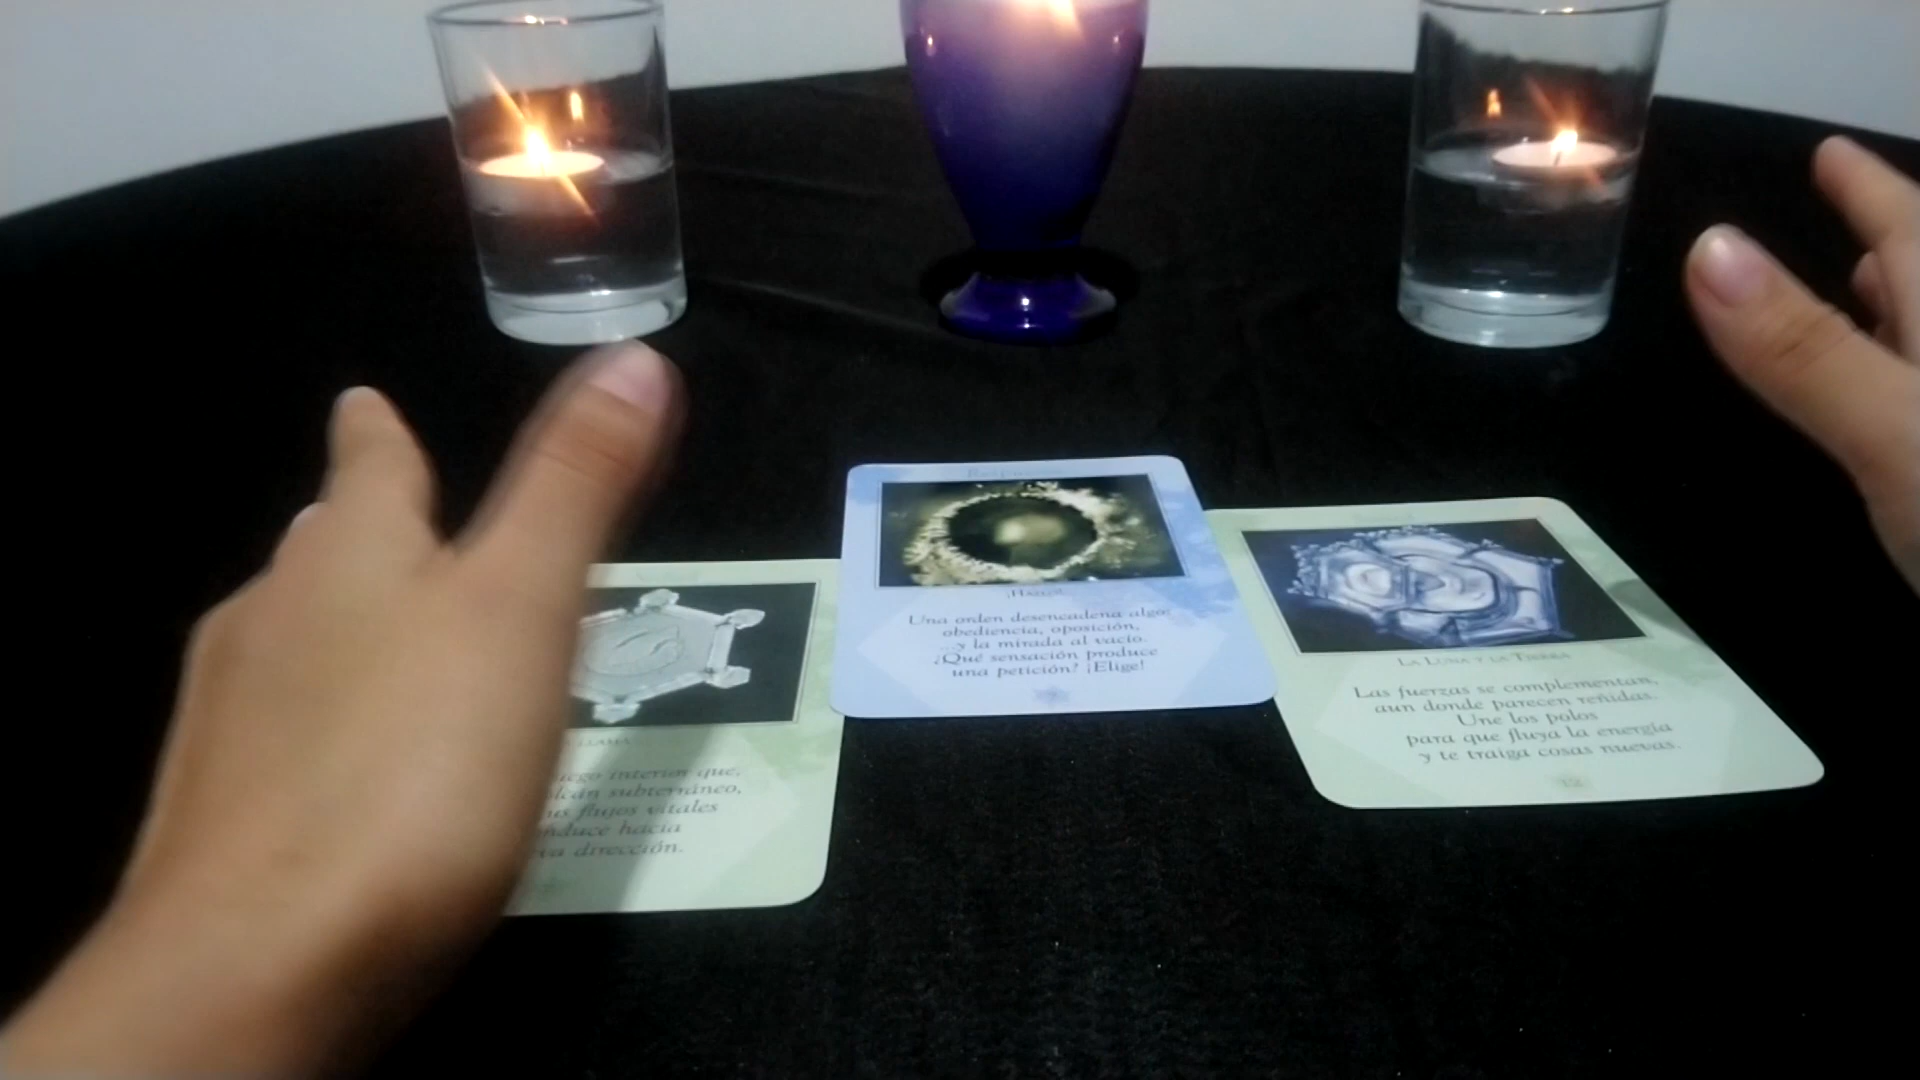 llama
interior que,
subterráneo,
flujos vitales
hacia
dirección.
¡Hazlo!
Una orden desencadena algo:
obediencia, oposición,
...y la mirada al vacío.
¿Qué sensación produce
una petición? ¡Elige!
La Luna y la Tierra
Las fuerzas se complementan,
aun donde parecen reñidas.
Une los polos
para que fluya la energía
y te traiga cosas nuevas.